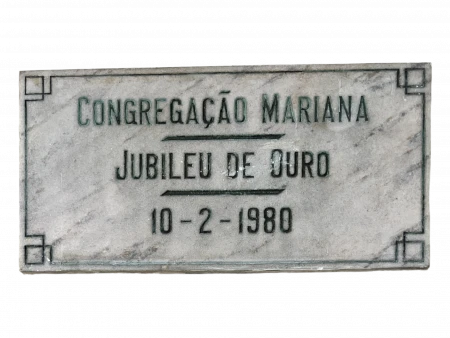 CONGREGAÇÃO MARIANA
JUBILEU DE OURO
10-2-1980